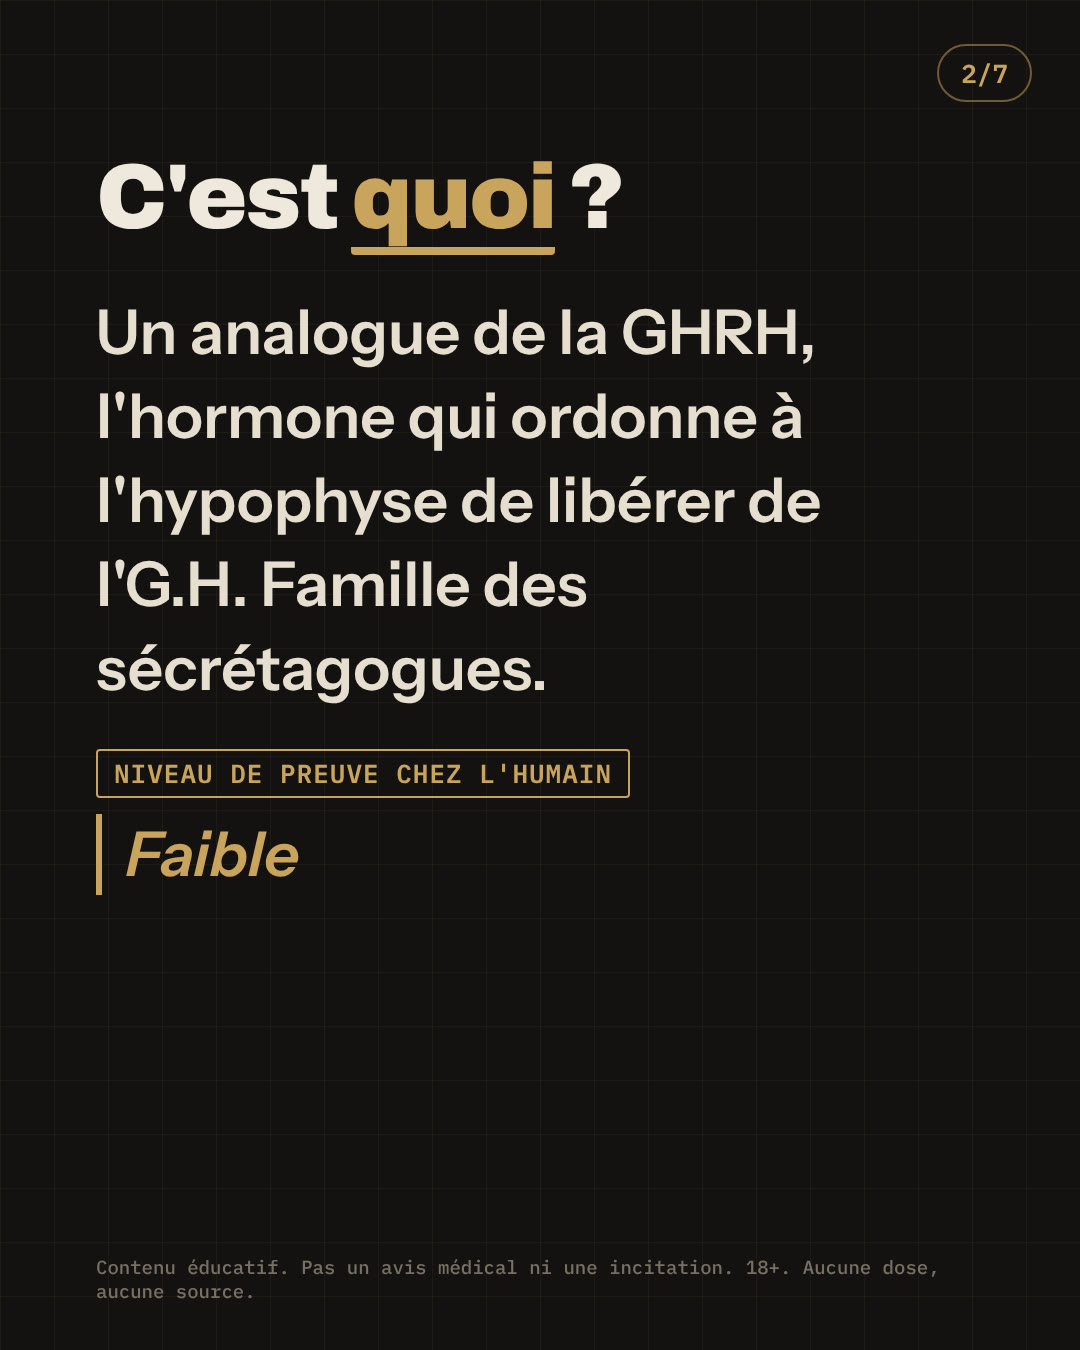 2/7
C'est quoi ?
Un analogue de la GHRH,
l'hormone qui ordonne à
l'hypophyse de libérer de
l'G.H. Famille des
sécrétagogues.
NIVEAU DE PREUVE CHEZ L'HUMAIN
Faible
Contenu éducatif. Pas un avis médical ni une incitation. 18+. Aucune dose,
aucune source.